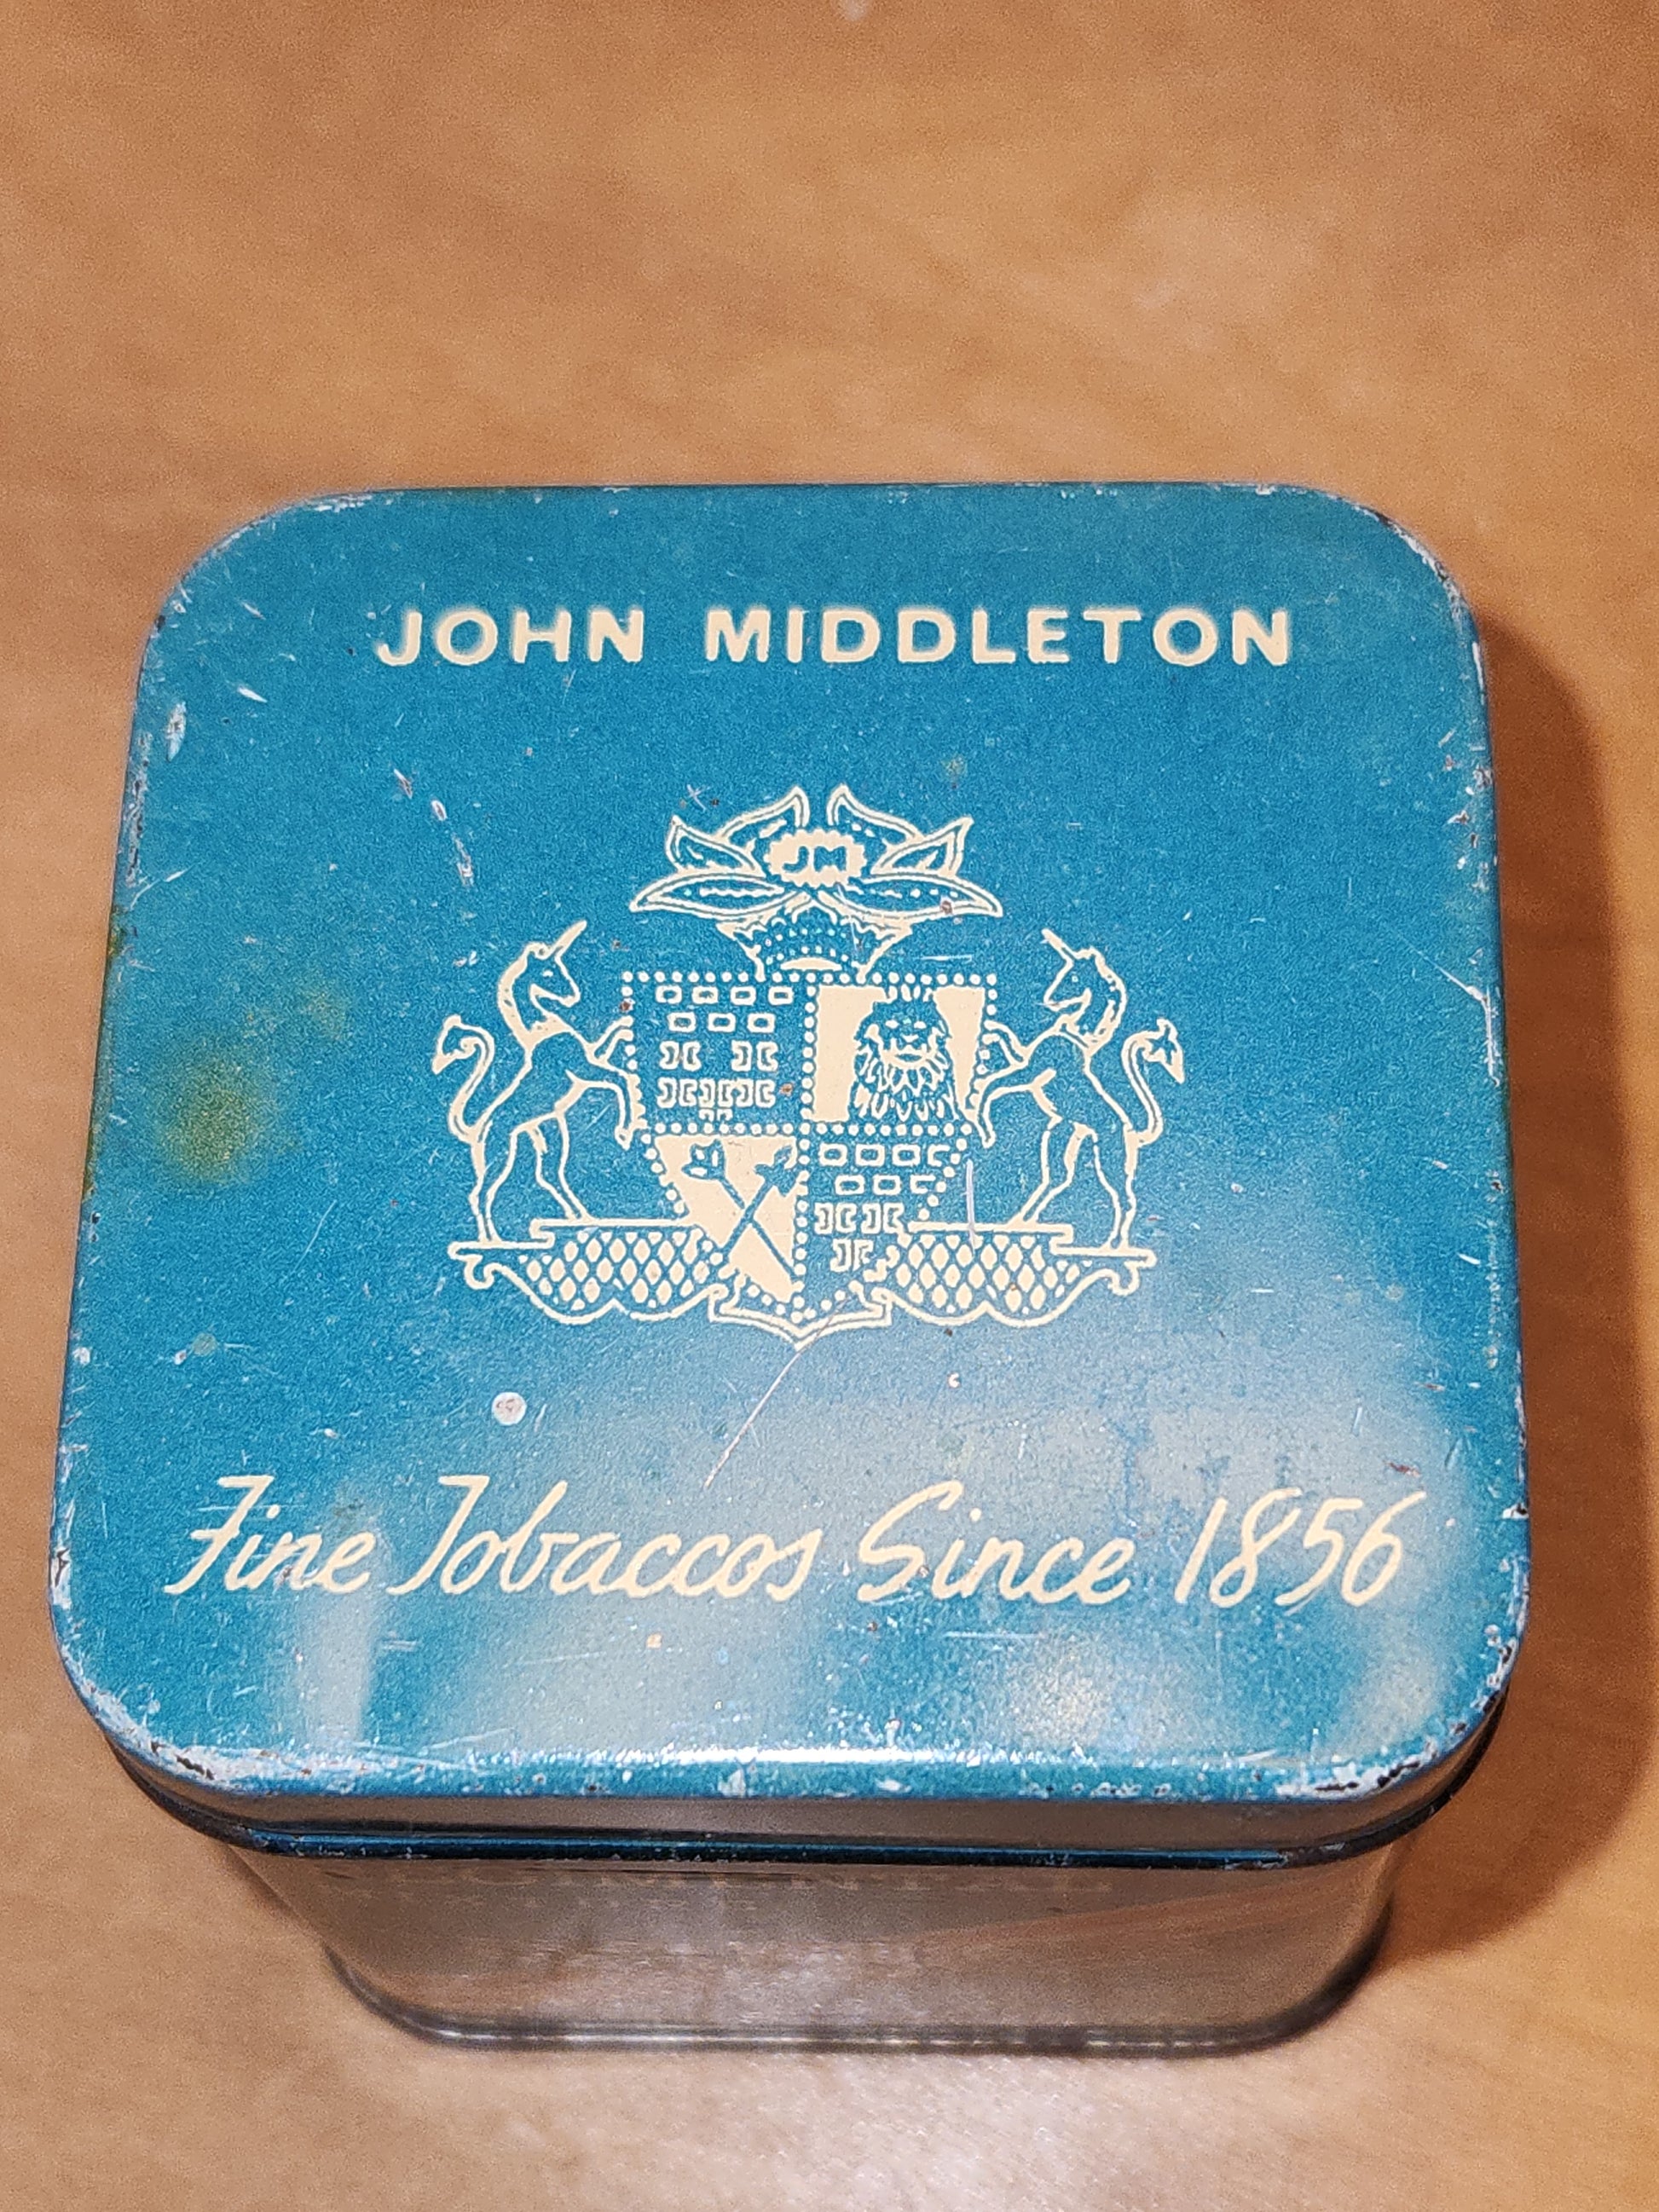 JOHN MIDDLETON
JM
Fine Tobaccos Since 1856